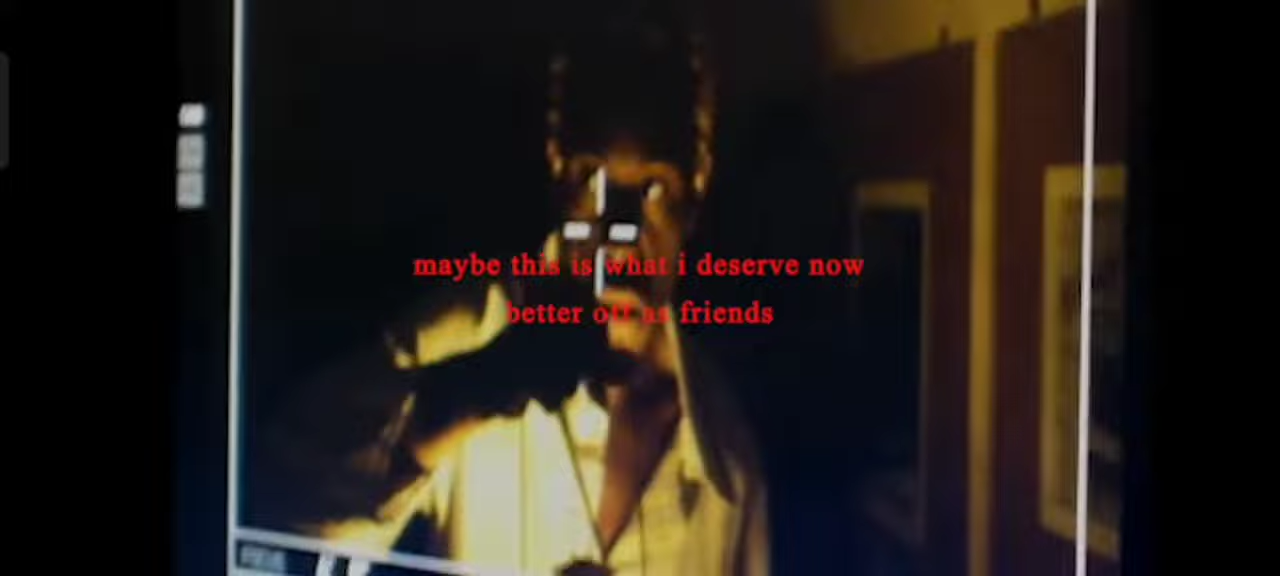 maybe this is what i deserve now
better off as friends